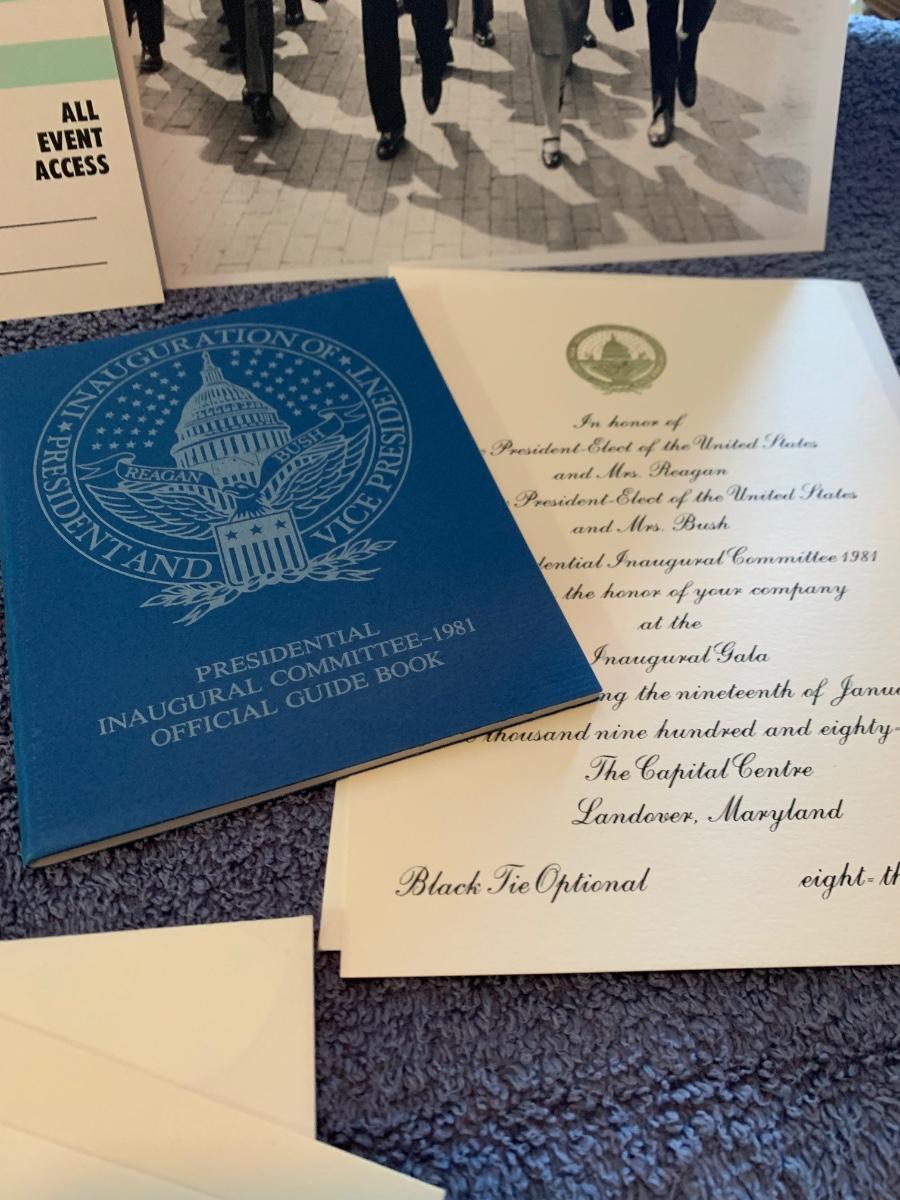 ALL
EVENT
ACCESS
INAUGURATION OF
PRESIDENT AND
VICE PRESIDENT
REAGAN
BUSH
PRESIDENTIAL
INAUGURAL COMMITTEE–1981
OFFICIAL GUIDE BOOK
In honor of
President-Elect of the United States
and Mrs. Reagan
President-Elect of the United States
and Mrs. Bush
Inaugural Committee 1981
the honor of your company
at the
Inaugural Gala
the nineteenth of
thousand nine hundred and eighty-
The Capital Centre
Landover, Maryland
Black Tie Optional
eight-